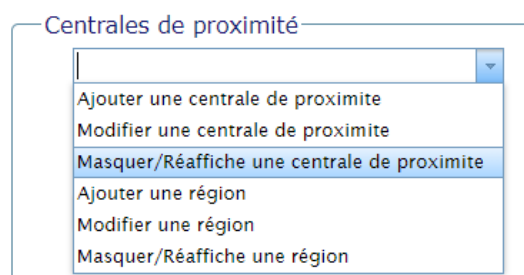 Centrales de proximité
Ajouter une centrale de proximite
Modifier une centrale de proximite
Masquer/Réaffiche une centrale de proximite
Ajouter une région
Modifier une région
Masquer/Réaffiche une région